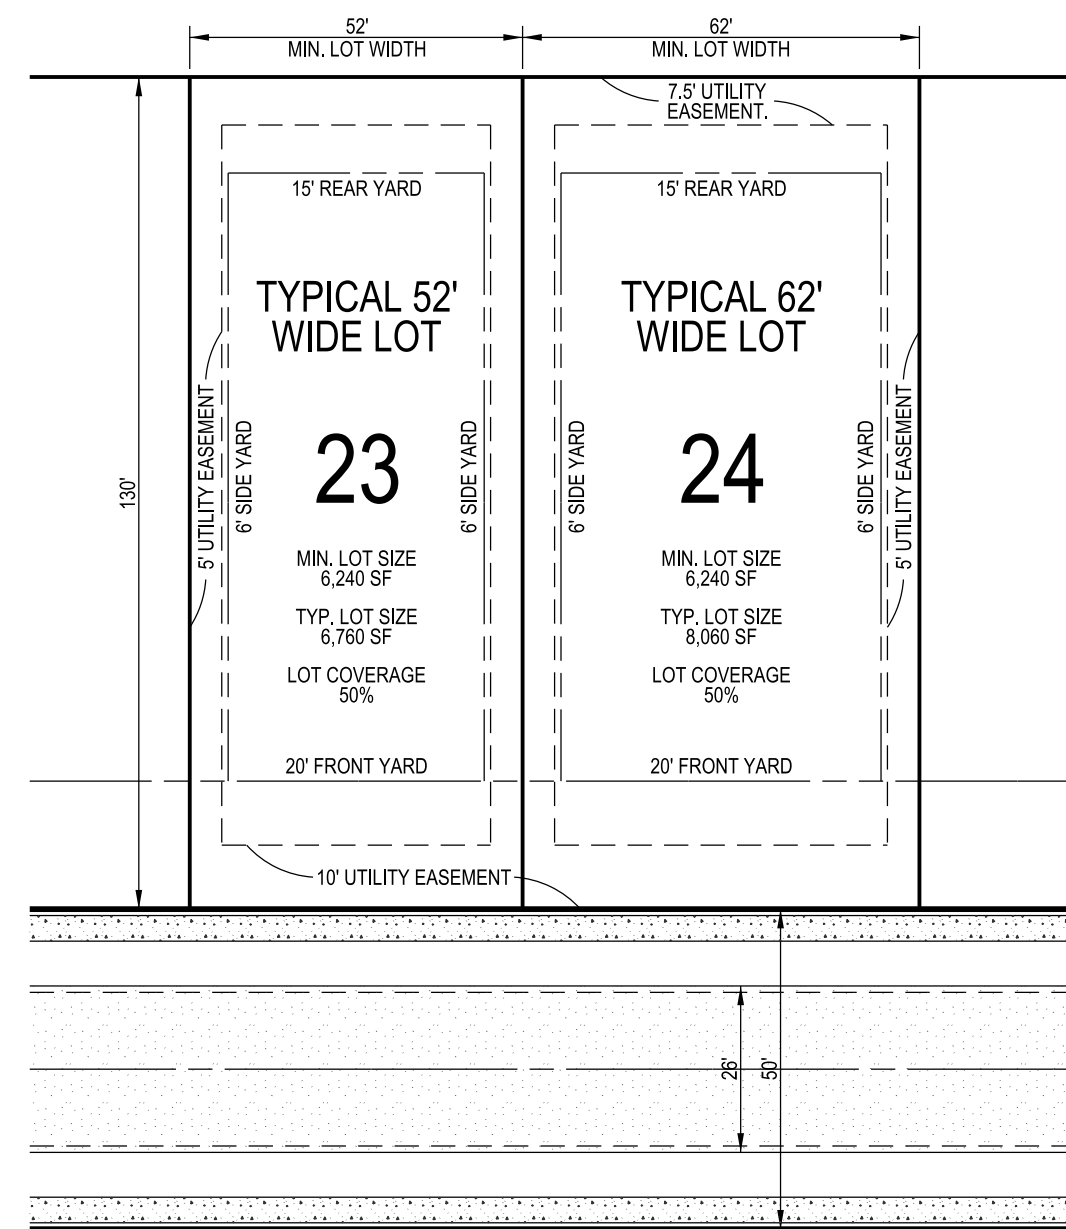 52'
MIN. LOT WIDTH
62'
MIN. LOT WIDTH
7.5' UTILITY
EASEMENT.
15' REAR YARD
15' REAR YARD
TYPICAL 52'
WIDE LOT
TYPICAL 62'
WIDE LOT
130'
5' UTILITY EASEMENT
6' SIDE YARD
23
6' SIDE YARD
6' SIDE YARD
24
6' SIDE YARD
5' UTILITY EASEMENT
MIN. LOT SIZE
6,240 SF
TYP. LOT SIZE
6,760 SF
LOT COVERAGE
50%
MIN. LOT SIZE
6,240 SF
TYP. LOT SIZE
8,060 SF
LOT COVERAGE
50%
20' FRONT YARD
20' FRONT YARD
10' UTILITY EASEMENT
26'
50'